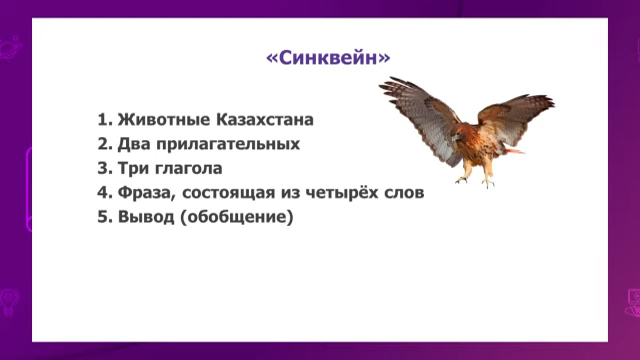 «Синквейн»
1. Животные Казахстана
2. Два прилагательных
3. Три глагола
4. Фраза, состоящая из четырёх слов
5. Вывод (обобщение)